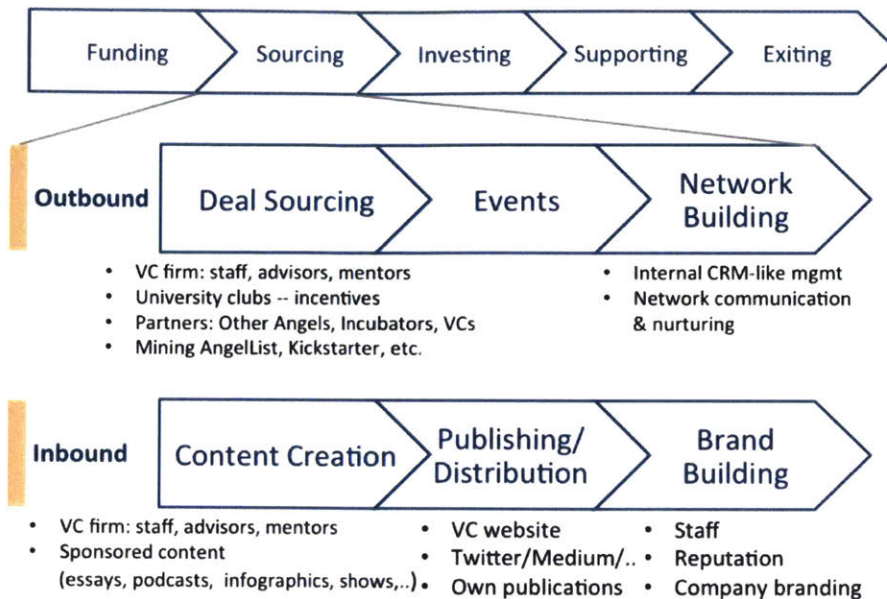 Funding
Sourcing
Investing
Supporting
Exiting
Outbound
Deal Sourcing
Events
Network
Building
• VC firm: staff, advisors, mentors
• University clubs -- incentives
• Partners: Other Angels, Incubators, VCs
• Mining AngelList, Kickstarter, etc.
• Internal CRM-like mgmt
• Network communication
& nurturing
Inbound
Content Creation
Publishing/
Distribution
Brand
Building
• VC firm: staff, advisors, mentors
• Sponsored content
(essays, podcasts, infographics, shows,..)
• VC website
• Twitter/Medium/..
• Own publications
• Staff
• Reputation
• Company branding